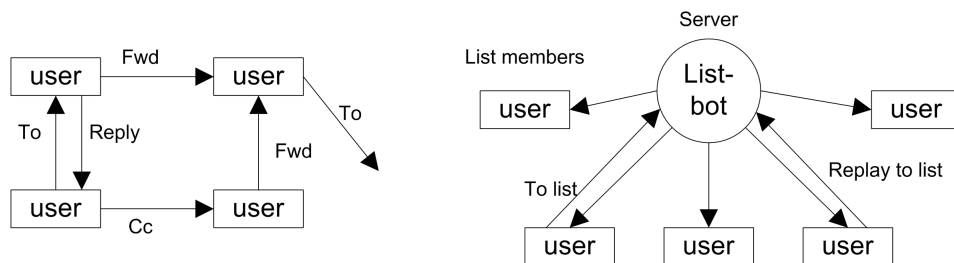 Fwd
user
user
To
Reply
To
Fwd
user
user
Cc
Server
List members
List-
bot
user
user
To list
Replay to list
user
user
user